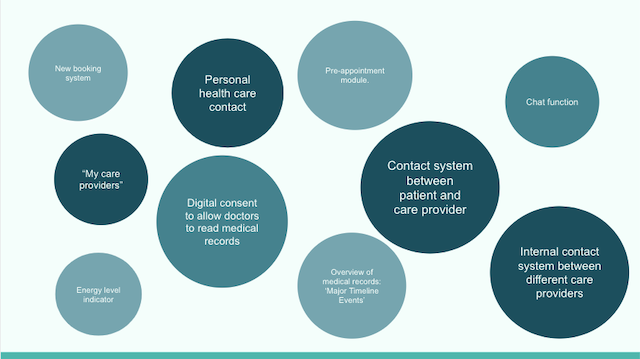 New booking
system
Personal
health care
contact
Pre-appointment
module.
Chat function
“My care
providers”
Digital consent
to allow doctors
to read medical
records
Contact system
between
patient and
care provider
Energy level
indicator
Overview of
medical records:
‘Major Timeline
Events’
Internal contact
system between
different care
providers